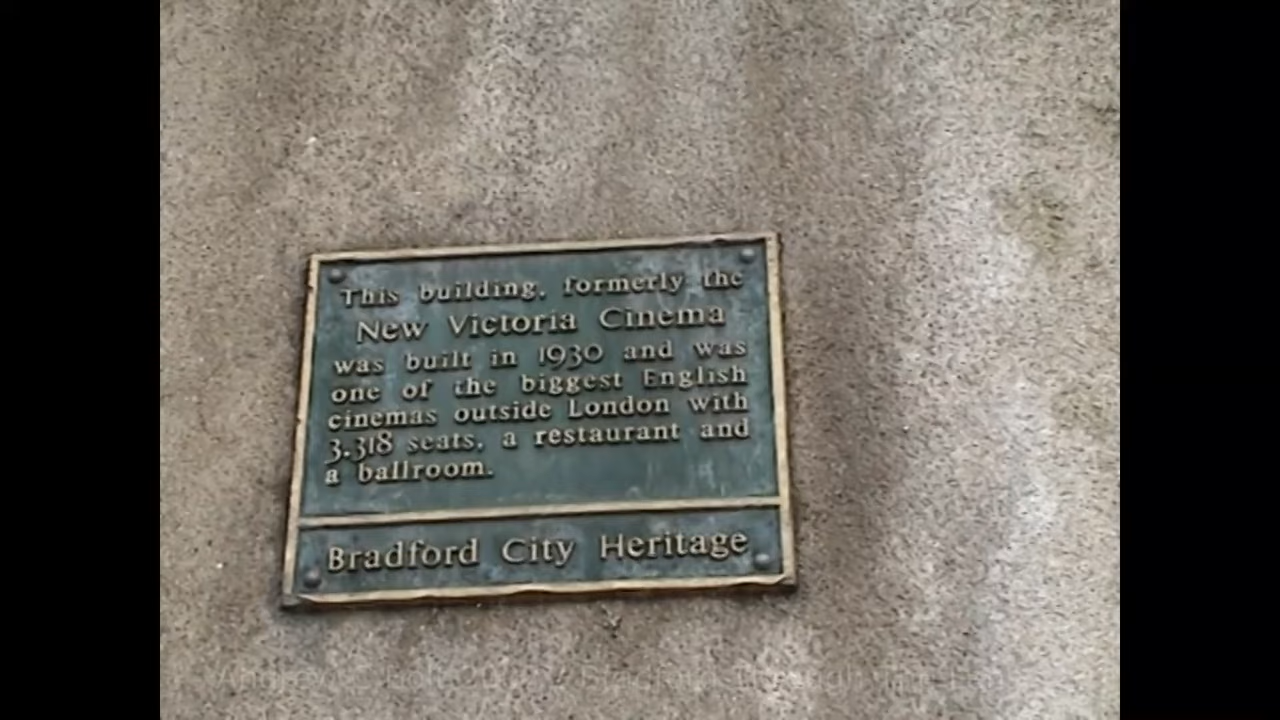 This building, formerly the
New Victoria Cinema
was built in 1930 and was
one of the biggest English
cinemas outside London with
3,318 seats, a restaurant and
a ballroom.
Bradford City Heritage